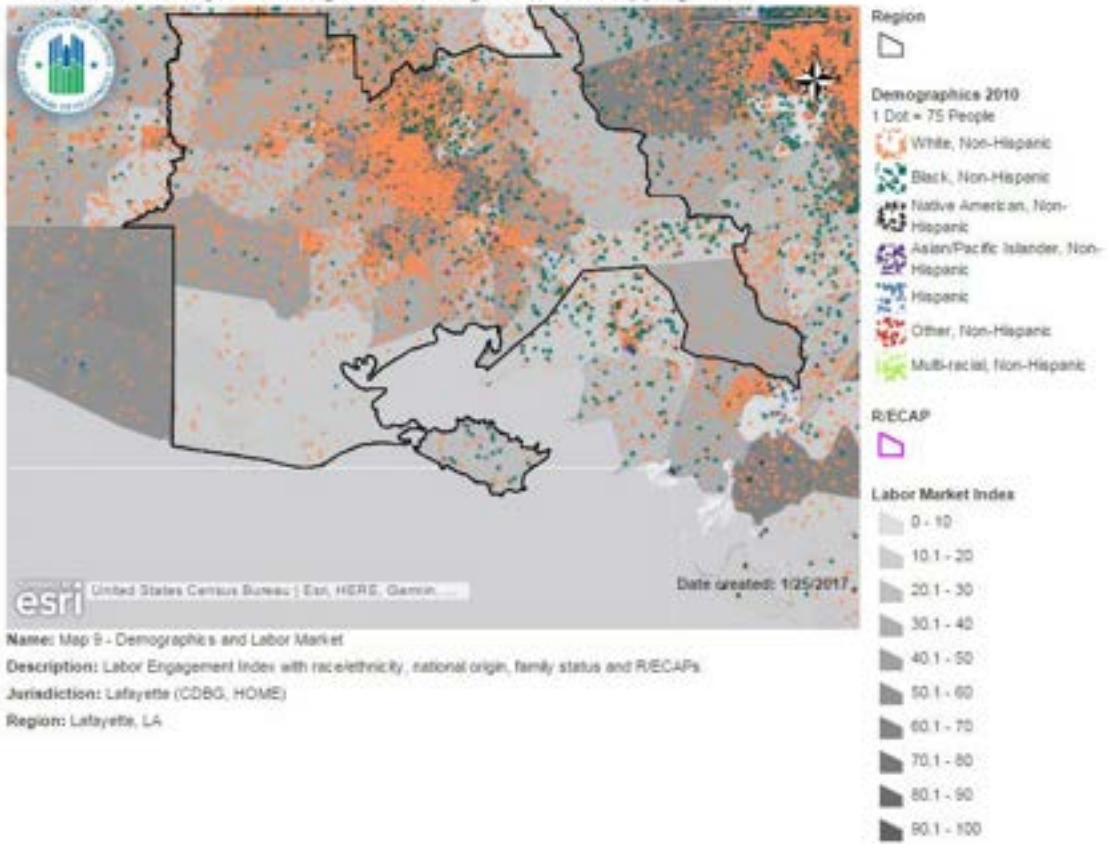 Region
Demographics 2010
1 Dot = 75 People
White, Non-Hispanic
Black, Non-Hispanic
Native American, Non-
Hispanic
Asian/Pacific Islander, Non-
Hispanic
Hispanic
Other, Non-Hispanic
Multi-racial, Non-Hispanic
R/ECAP
Labor Market Index
0 - 10
10.1 - 20
20.1 - 30
30.1 - 40
40.1 - 50
50.1 - 60
60.1 - 70
70.1 - 80
80.1 - 90
90.1 - 100
esri
United States Census Bureau | Esri, HERE, Garmin, ...
Date created: 1/25/2017
Name: Map 9 - Demographics and Labor Market
Description: Labor Engagement Index with race/ethnicity, national origin, family status and R/ECAPs
Jurisdiction: Lafayette (CDBG, HOME)
Region: Lafayette, LA